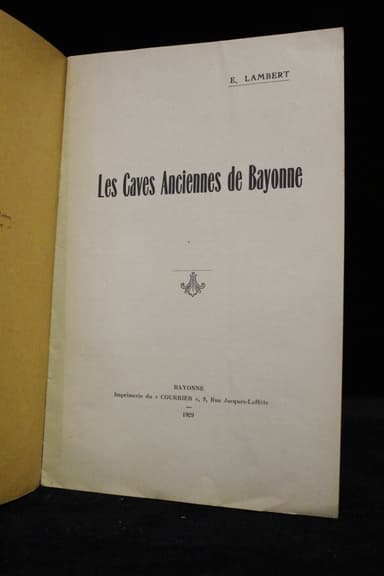 E. LAMBERT
Les Caves Anciennes de Bayonne
BAYONNE
Imprimerie du « COURRIER », 9, Rue Jacques-Laffitte
1929